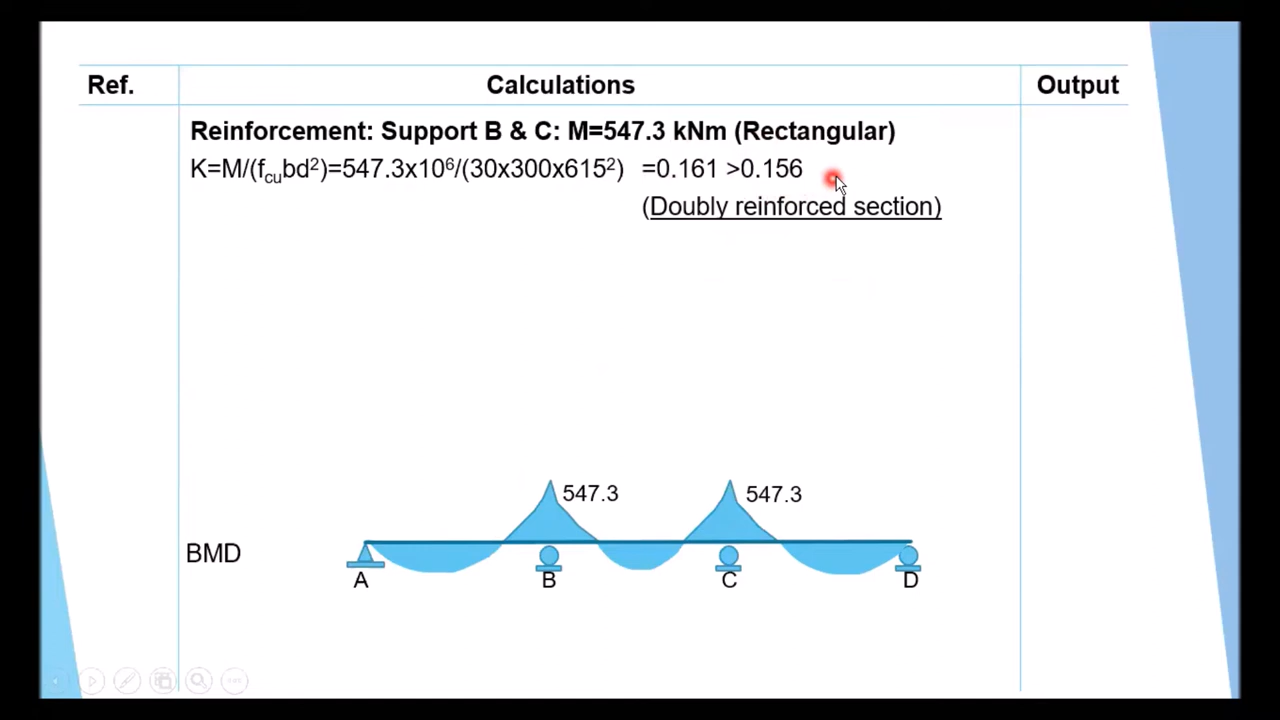 Ref. Calculations Output
Reinforcement: Support B & C: M=547.3 kNm (Rectangular)
K=M/(fcubd²)=547.3x10⁶/(30x300x615²) =0.161 >0.156
(Doubly reinforced section)
547.3 547.3
BMD
A B C D